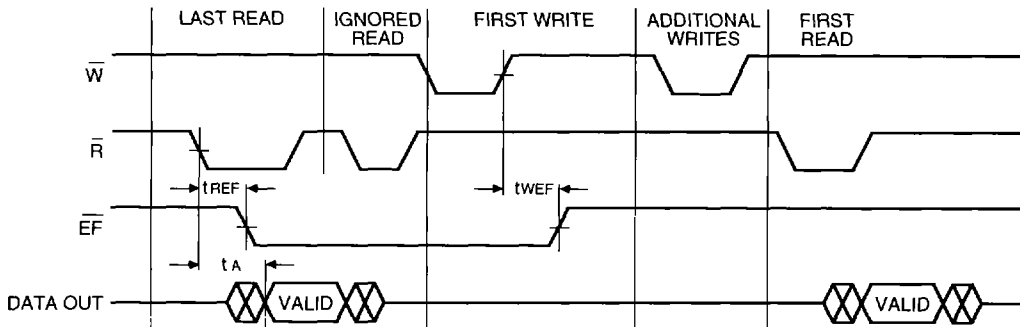 LAST READ
IGNORED
READ
FIRST WRITE
ADDITIONAL
WRITES
FIRST
READ
W
R
tREF
tWEF
EF
tA
DATA OUT
VALID
VALID